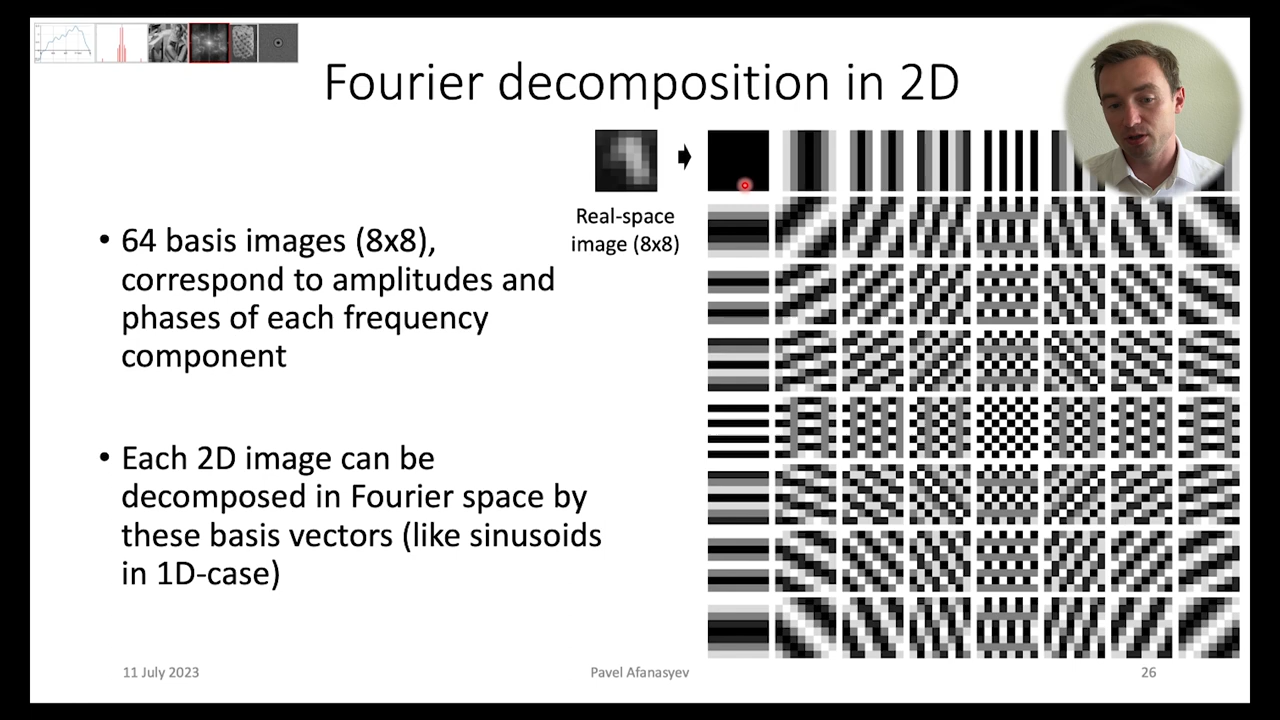 Fourier decomposition in 2D
Real-space
image (8x8)
• 64 basis images (8x8),
correspond to amplitudes and
phases of each frequency
component
• Each 2D image can be
decomposed in Fourier space by
these basis vectors (like sinusoids
in 1D-case)
11 July 2023
Pavel Afanasyev
26